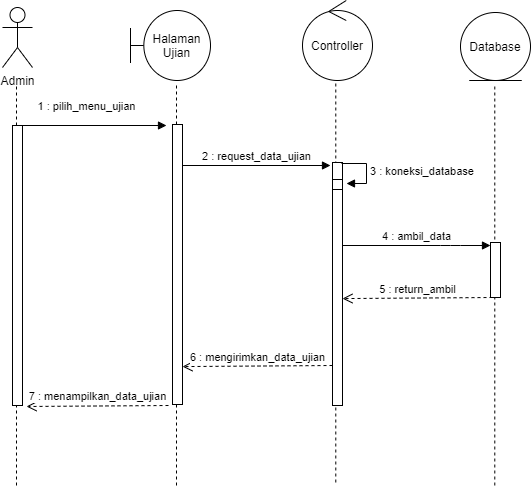 Admin
Halaman
Ujian
Controller
Database
1 : pilih_menu_ujian
2 : request_data_ujian
3 : koneksi_database
4 : ambil_data
5 : return_ambil
6 : mengirimkan_data_ujian
7 : menampilkan_data_ujian